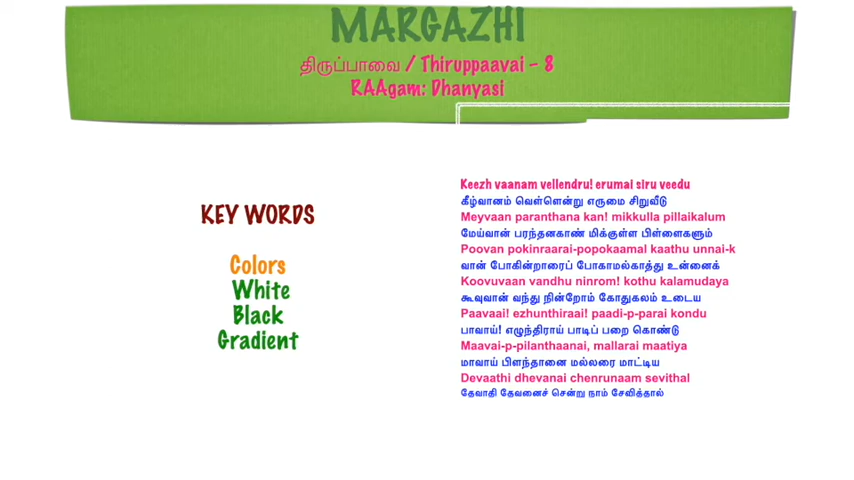 MARGAZHI
திருப்பாவை / Thiruppaavai – 8
RAAgam: Dhanyasi
KEY WORDS
Colors
White
Black
Gradient
Keezh vaanam vellendru! erumai siru veedu
கீழ்வானம் வெள்ளென்று எருமை சிறுவீடு
Meyvaan paranthana kan! mikkulla pillaikalum
மேய்வான் பரந்தனகாண் மிக்குள்ள பிள்ளைகளும்
Poovan pokinraarai-popokaamal kaathu unnai-k
வான் போகின்றாரைப் போகாமல்காத்து உன்னைக்
Koovuvaan vandhu ninrom! kothu kalamudaya
கூவுவான் வந்து நின்றோம் கோதுகலம் உடைய
Paavaai! ezhunthiraai! paadi-p-parai kondu
பாவாய்! எழுந்திராய் பாடிப் பறை கொண்டு
Maavai-p-pilanthaanai, mallarai maatiya
மாவாய் பிளந்தானை மல்லரை மாட்டிய
Devaathi dhevanai chenrunaam sevithal
தேவாதி தேவனைச் சென்று நாம் சேவித்தால்